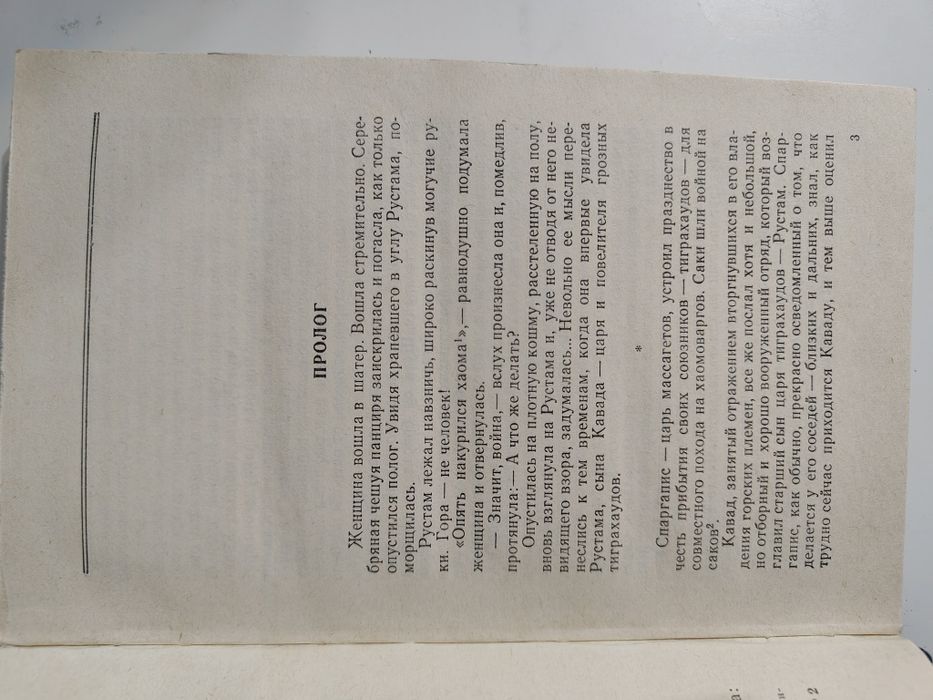 ПРОЛОГ
Женщина вошла в шатер. Вошла стремительно. Сере-
бряная чешуя панциря заискрилась и погасла, как только
опустился полог. Увидя храпевшего в углу Рустама, по-
морщилась.
Рустам лежал навзничь, широко раскинув могучие ру-
ки. Гора — не человек!
«Опять накурился хаома¹»,— равнодушно подумала
женщина и отвернулась.
— Значит, война,— вслух произнесла она и, помедлив,
протянула:— А что же делать?
Опустилась на плотную кошму, расстеленную на полу,
вновь взглянула на Рустама и, уже не отводя от него не-
видящего взора, задумалась... Невольно ее мысли пере-
неслись к тем временам, когда она впервые увидела
Рустама, сына Кавада — царя и повелителя грозных
тиграхаудов.
*
Спаргапис — царь массагетов, устроил празднество в
честь прибытия своих союзников — тиграхаудов — для
совместного похода на хаомоваргов. Саки шли войной на
саков².
Кавад, занятый отражением вторгнувшихся в его вла-
дения горских племен, все же послал хотя и небольшой,
но отборный и хорошо вооруженный отряд, который воз-
главил старший сын царя тиграхаудов — Рустам. Спар-
гапис, как обычно, прекрасно осведомленный о том, что
делается у его соседей — близких и дальних, знал, как
трудно сейчас приходится Каваду, и тем выше оценил
3
а:
и-
2